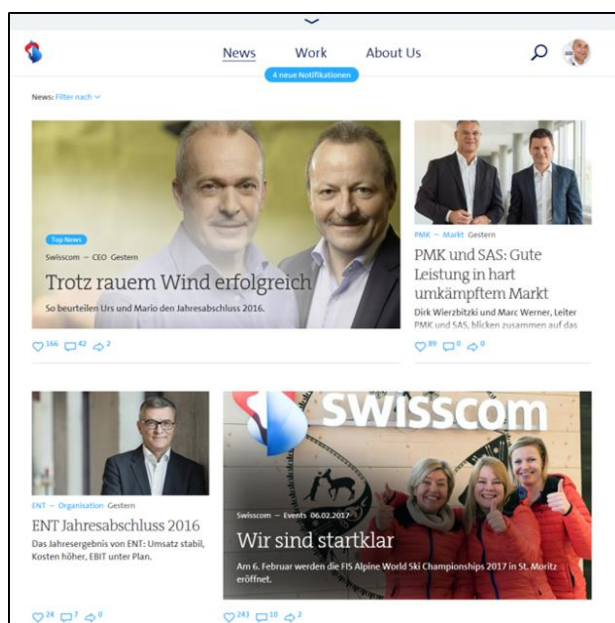 News Work About Us
4 neue Notifikationen
News: Filter nach
Top News
Swisscom – CEO Gestern
Trotz rauem Wind erfolgreich
So beurteilen Urs und Mario den Jahresabschluss 2016.
166 42 2
PMK – Markt Gestern
PMK und SAS: Gute
Leistung in hart
umkämpftem Markt
Dirk Wierzbitzki und Marc Werner, Leiter
PMK und SAS, blicken zusammen auf das
89 0 0
ENT – Organisation Gestern
ENT Jahresabschluss 2016
Das Jahresergebnis von ENT: Umsatz stabil,
Kosten höher, EBIT unter Plan.
24 7 0
swisscom
Swisscom – Events 06.02.2017
Wir sind startklar
Am 6. Februar werden die FIS Alpine World Ski Championships 2017 in St. Moritz
eröffnet.
243 10 2